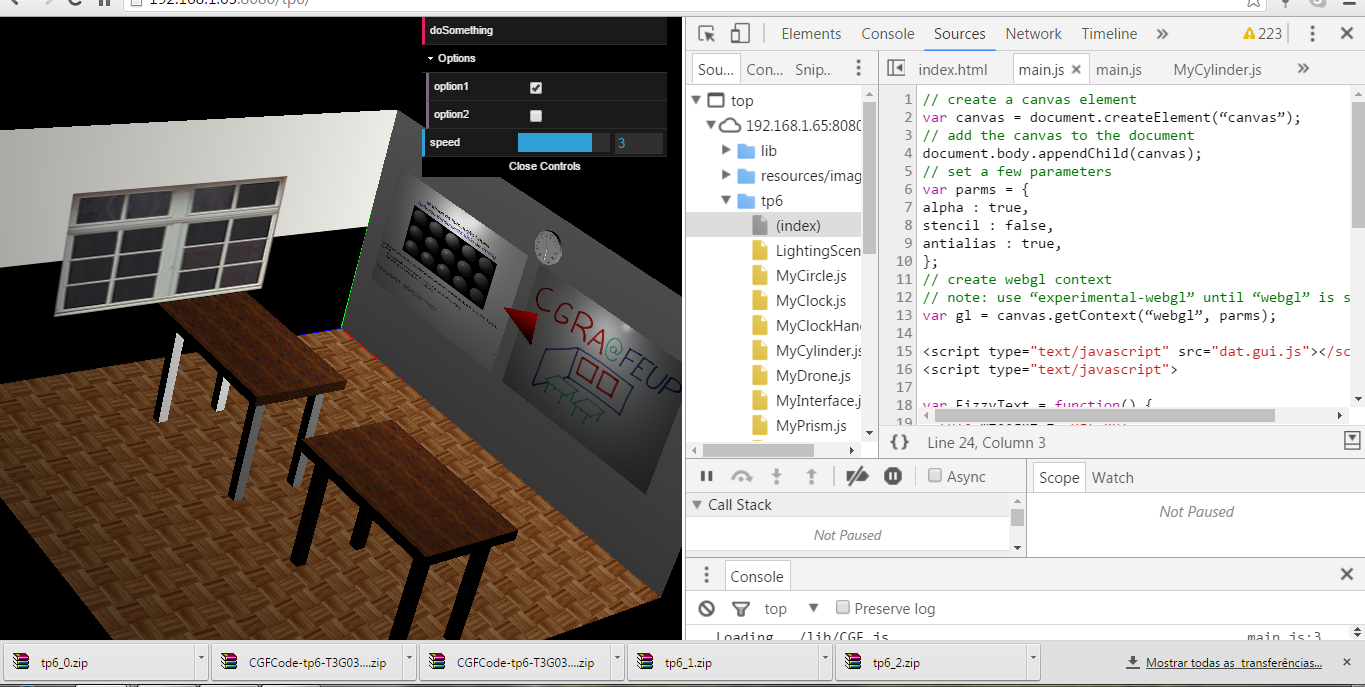 192.168.1.65:8080/tp6/
doSomething
Options
option1
option2
speed 3
Close Controls
CGRA@FEUP
Elements Console Sources Network Timeline » 223
Sou... Con... Snip..
index.html main.js × main.js MyCylinder.js »
top
192.168.1.65:8080
lib
resources/imag
tp6
(index)
LightingScen
MyCircle.js
MyClock.js
MyClockHan
MyCylinder.js
MyDrone.js
MyInterface.j
MyPrism.js
1 // create a canvas element
2 var canvas = document.createElement(“canvas”);
3 // add the canvas to the document
4 document.body.appendChild(canvas);
5 // set a few parameters
6 var parms = {
7 alpha : true,
8 stencil : false,
9 antialias : true,
10 };
11 // create webgl context
12 // note: use “experimental-webgl” until “webgl” is s
13 var gl = canvas.getContext(“webgl”, parms);
14
15 <script type="text/javascript" src="dat.gui.js"></sc
16 <script type="text/javascript">
17
18 var FizzyText = function() {
19
{} Line 24, Column 3
Async
Call Stack
Not Paused
Scope Watch
Not Paused
Console
top Preserve log
Loading ../lib/CGF.js main.js:3
tp6_0.zip CGFCode-tp6-T3G03....zip CGFCode-tp6-T3G03....zip tp6_1.zip tp6_2.zip Mostrar todas as transferências...